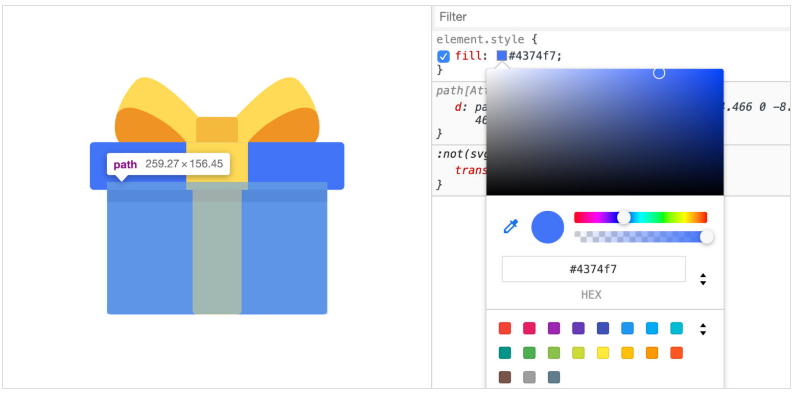 Filter
element.style {
fill: #4374f7;
}
path[Att
d: pa
.466 0 -8.
46
}
:not(svg
trans
}
path 259.27 × 156.45
#4374f7
HEX